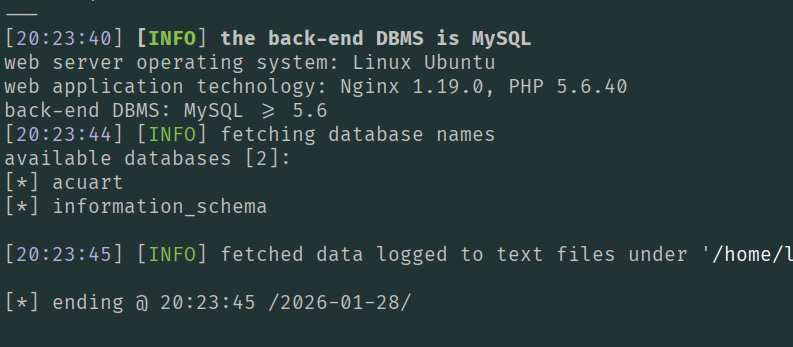 [20:23:40] [INFO] the back-end DBMS is MySQL
web server operating system: Linux Ubuntu
web application technology: Nginx 1.19.0, PHP 5.6.40
back-end DBMS: MySQL ≥ 5.6
[20:23:44] [INFO] fetching database names
available databases [2]:
[*] acuart
[*] information_schema
[20:23:45] [INFO] fetched data logged to text files under '/home/l
[*] ending @ 20:23:45 /2026-01-28/